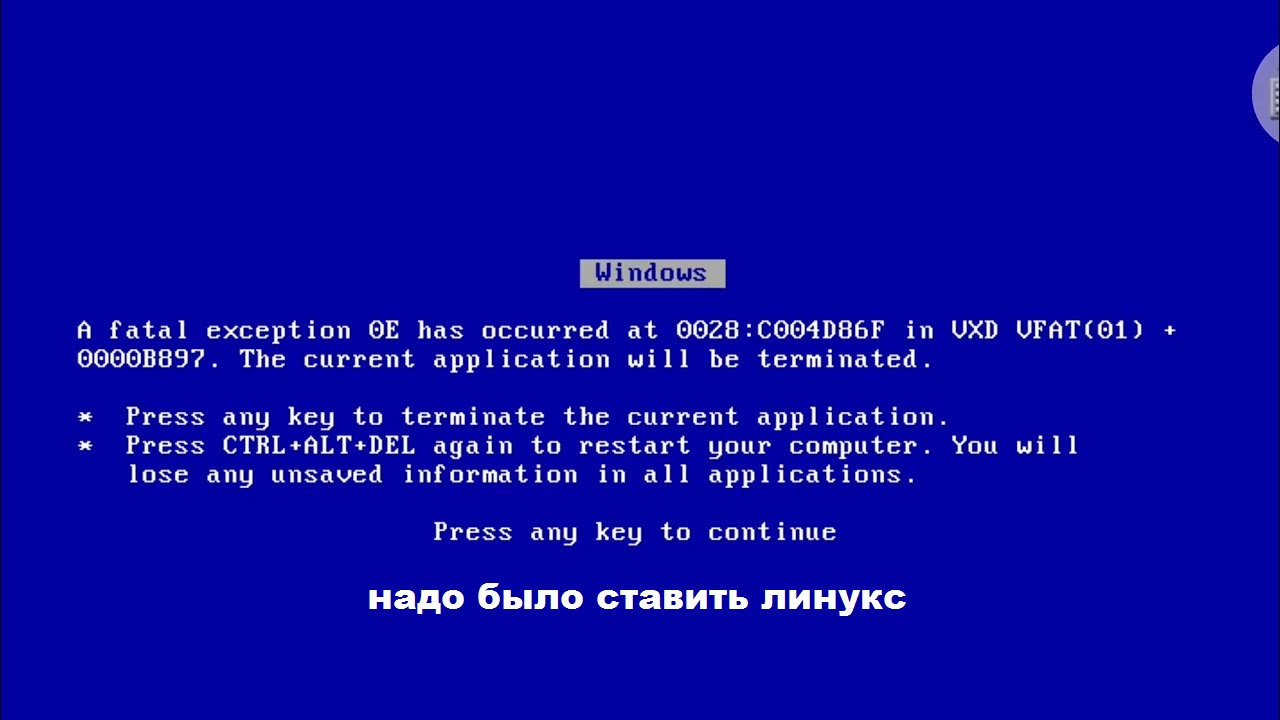 Windows
A fatal exception 0E has occurred at 0028:C004D86F in VXD VFAT(01) +
0000B897. The current application will be terminated.
* Press any key to terminate the current application.
* Press CTRL+ALT+DEL again to restart your computer. You will
lose any unsaved information in all applications.
Press any key to continue
надо было ставить линукс